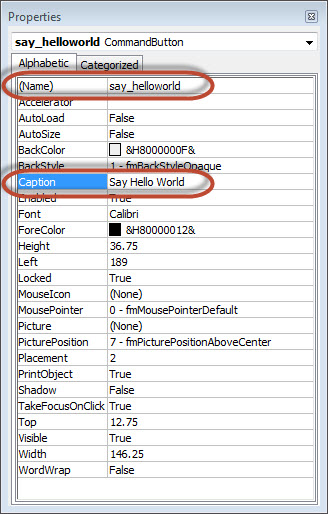 Properties
say_helloworld CommandButton
Alphabetic Categorized
(Name) say_helloworld
Accelerator
AutoLoad False
AutoSize False
BackColor &H8000000F&
BackStyle 1 - fmBackStyleOpaque
Caption Say Hello World
Enabled True
Font Calibri
ForeColor &H80000012&
Height 36.75
Left 189
Locked True
MouseIcon (None)
MousePointer 0 - fmMousePointerDefault
Picture (None)
PicturePosition 7 - fmPicturePositionAboveCenter
Placement 2
PrintObject True
Shadow False
TakeFocusOnClick True
Top 12.75
Visible True
Width 146.25
WordWrap False